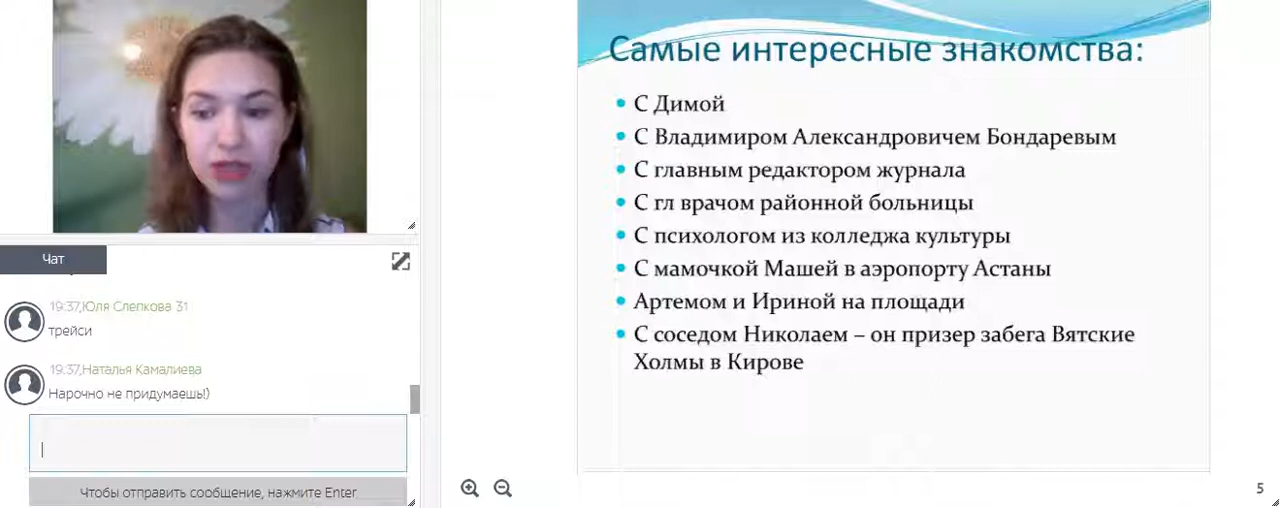 Чат
19:37,Юля Слепкова 31
трейси
19:37,Наталья Камалиева
Нарочно не придумаешь!)
Чтобы отправить сообщение, нажмите Enter
Самые интересные знакомства:
• С Димой
• С Владимиром Александровичем Бондаревым
• С главным редактором журнала
• С гл врачом районной больницы
• С психологом из колледжа культуры
• С мамочкой Машей в аэропорту Астаны
• Артемом и Ириной на площади
• С соседом Николаем – он призер забега Вятские
Холмы в Кирове
5